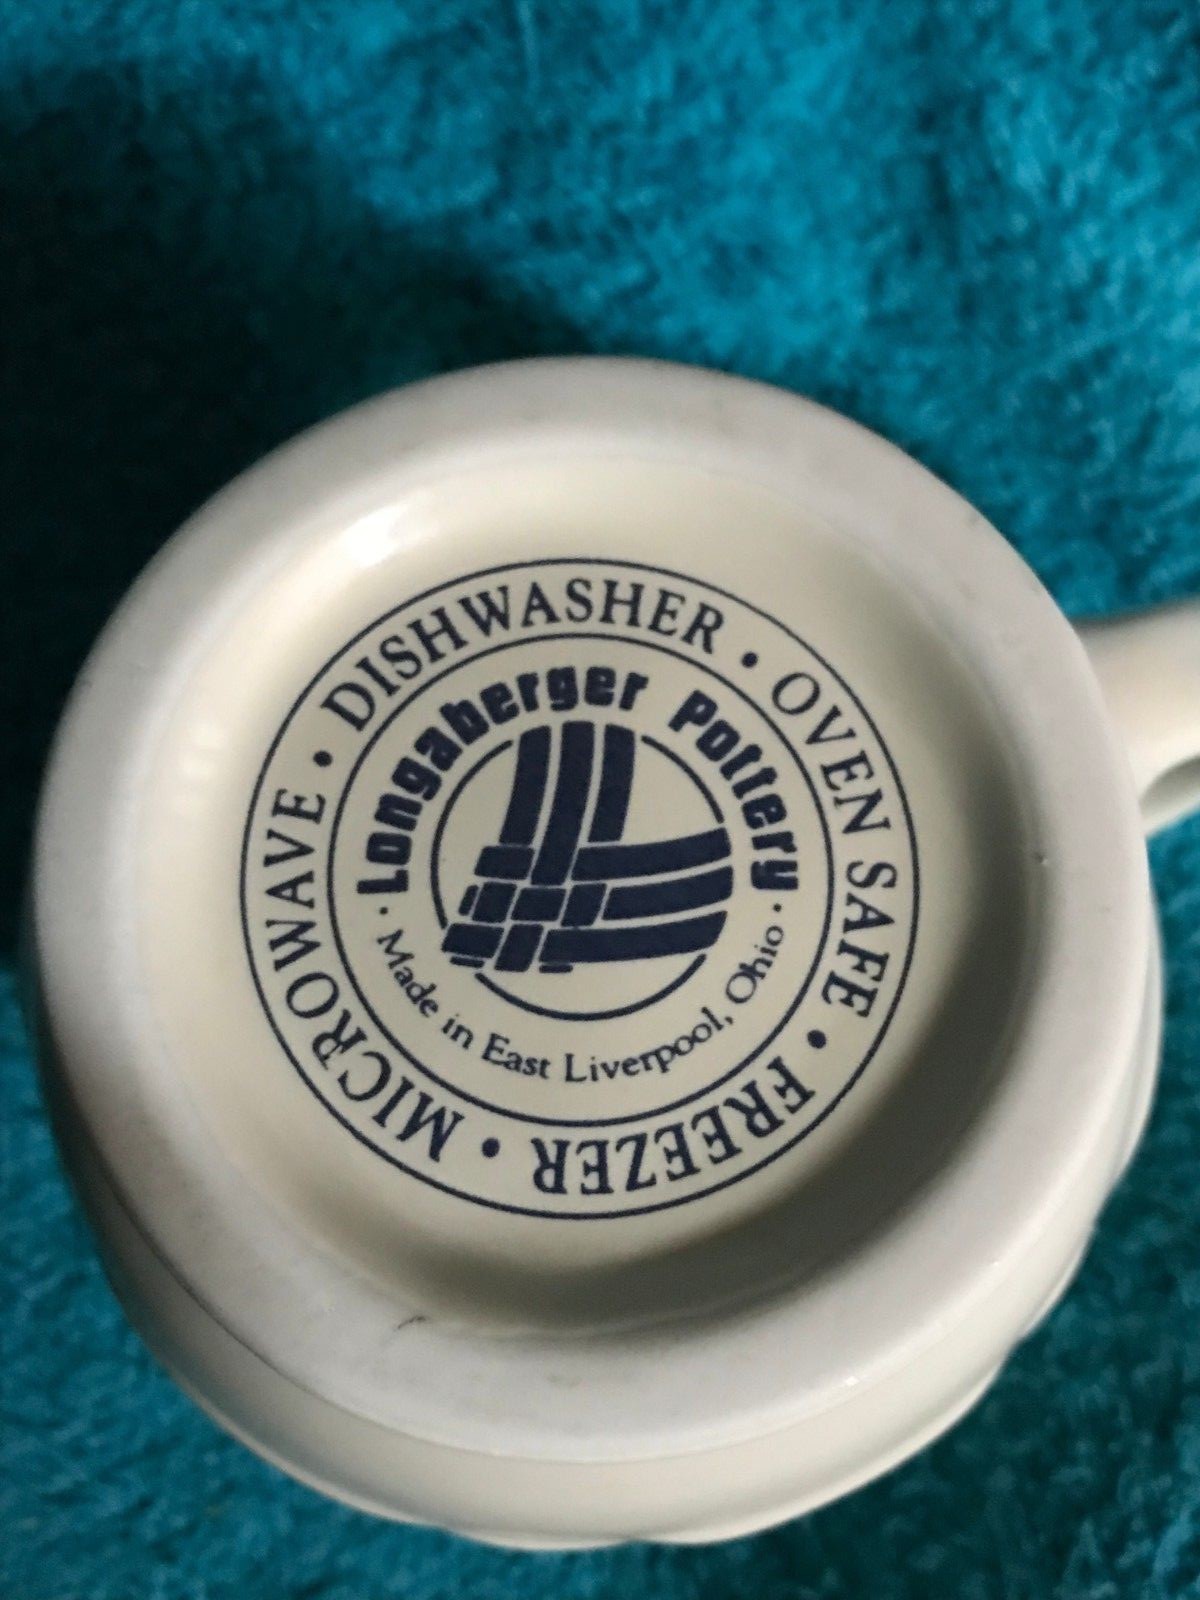 MICROWAVE • DISHWASHER • OVEN SAFE • FREEZER •
Longaberger Pottery
• Made in East Liverpool, Ohio •